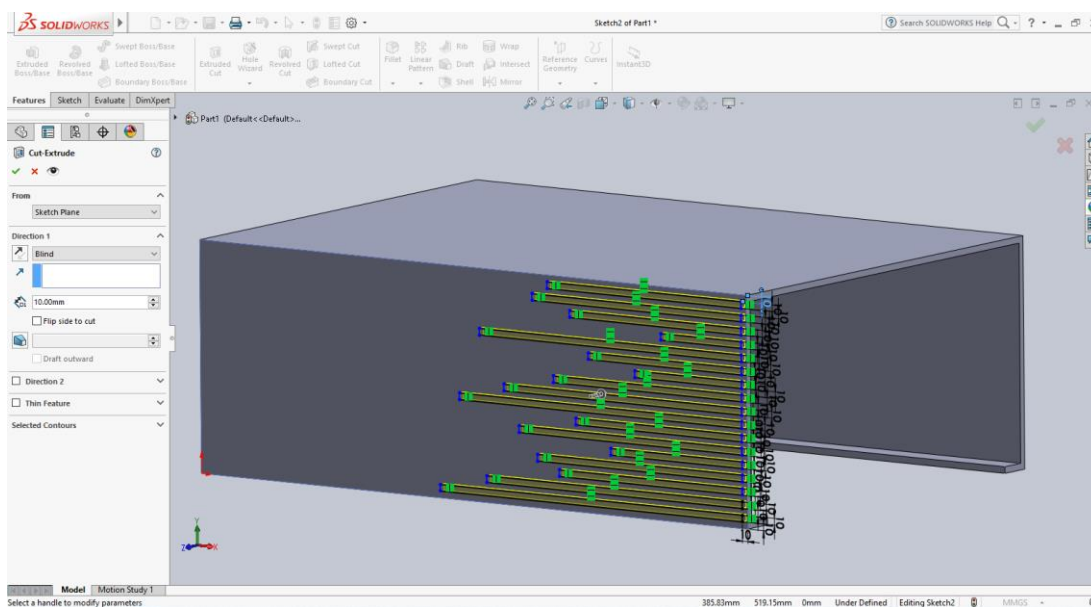 SOLIDWORKS
Sketch2 of Part1 *
Search SOLIDWORKS Help
Extruded Boss/Base
Revolved Boss/Base
Swept Boss/Base
Lofted Boss/Base
Boundary Boss/Base
Extruded Cut
Hole Wizard
Revolved Cut
Swept Cut
Lofted Cut
Boundary Cut
Fillet
Linear Pattern
Rib
Draft
Shell
Wrap
Intersect
Mirror
Reference Geometry
Curves
Instant3D
Features Sketch Evaluate DimXpert
Part1 (Default<<Default>...
Cut-Extrude
From
Sketch Plane
Direction 1
Blind
10.00mm
Flip side to cut
Draft outward
Direction 2
Thin Feature
Selected Contours
10
Y
Z X
Model Motion Study 1
Select a handle to modify parameters
385.83mm 519.15mm 0mm Under Defined Editing Sketch2 MMGS